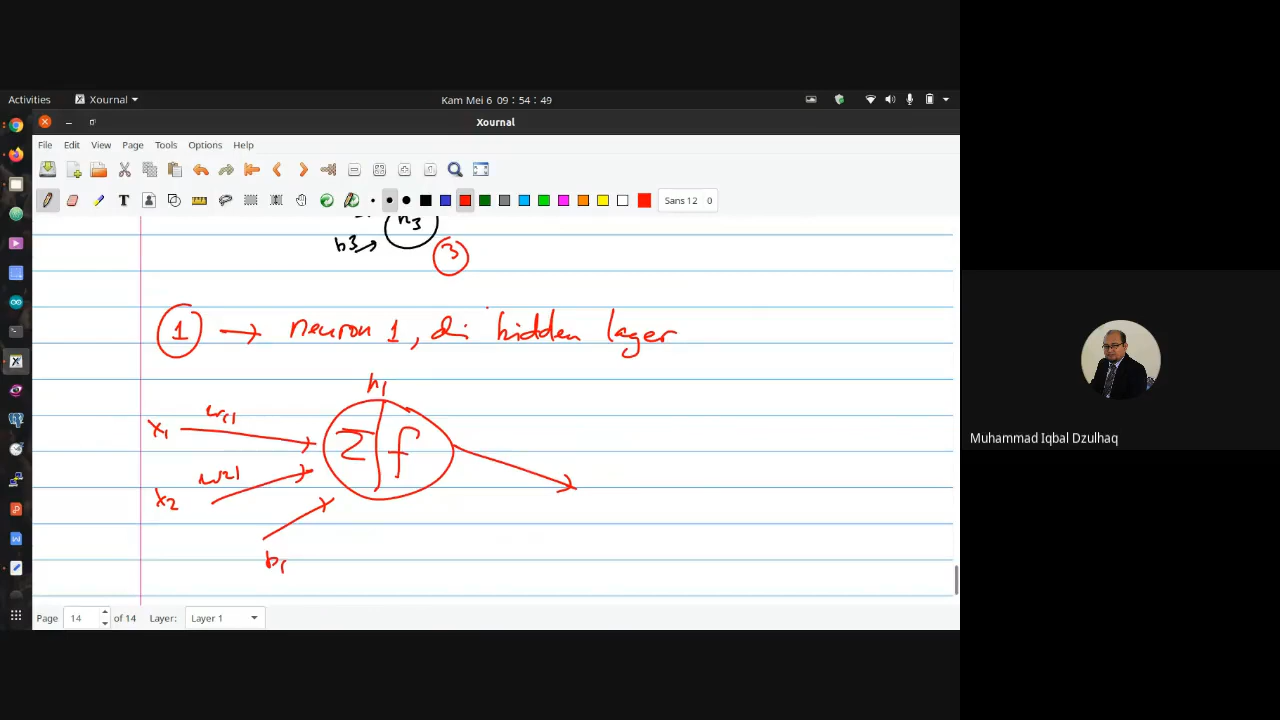 Activities Xournal Kam Mei 6 09:54:49
Xournal
File Edit View Page Tools Options Help
Sans 12 0
h3
b3
3
1 → neuron 1, di hidden layer
h1
x1 w11
Σ f
x2 w21
b1
Page 14 of 14 Layer: Layer 1
Muhammad Iqbal Dzulhaq